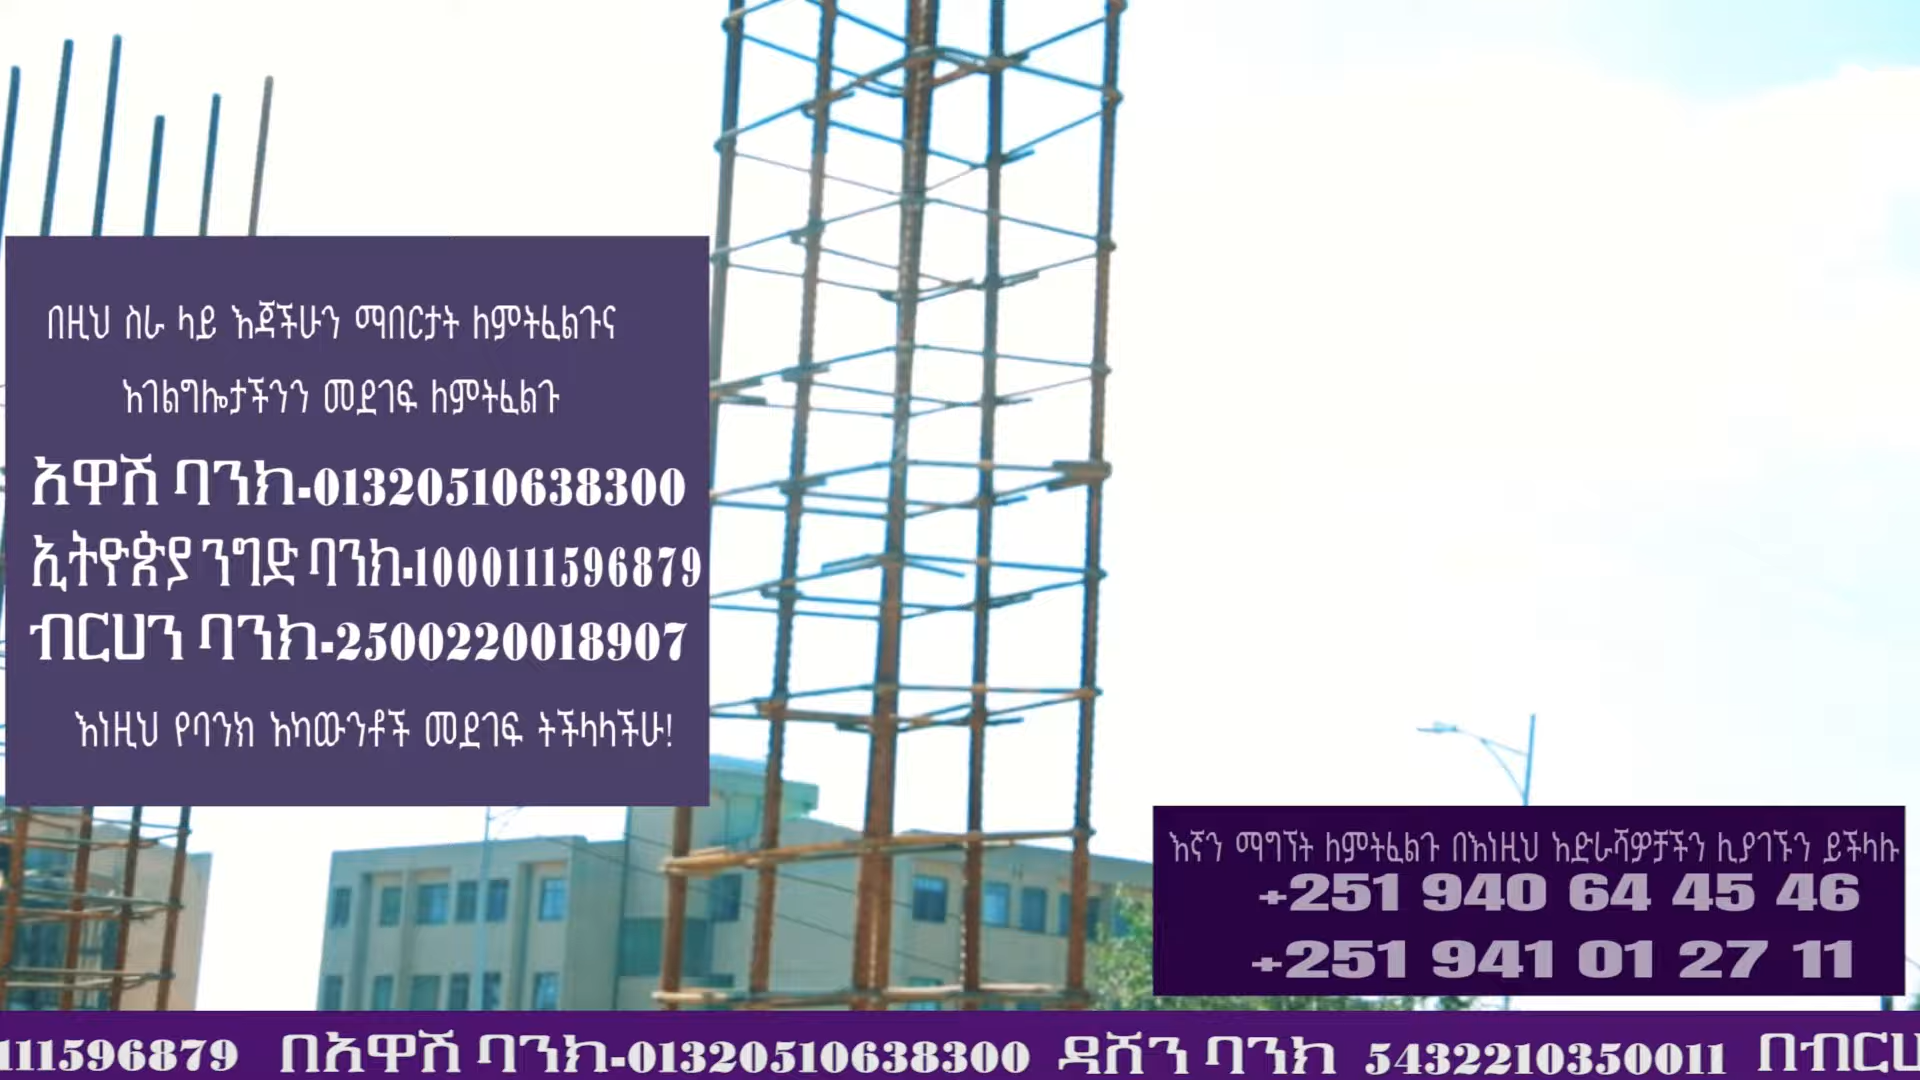 በዚህ ስራ ላይ እጃችሁን ማበርታት ለምትፈልጉና
አገልግሎታችንን መደገፍ ለምትፈልጉ
አዋሽ ባንክ-01320510638300
ኢትዮጵያ ንግድ ባንክ-1000111596879
ብርሀን ባንክ-2500220018907
እነዚህ የባንክ አካውንቶች መደገፍ ትችላላችሁ!
እኛን ማግኘት ለምትፈልጉ በእነዚህ አድራሻዎቻችን ሊያገኙን ይችላሉ
+251 940 64 45 46
+251 941 01 27 11
111596879 በአዋሽ ባንክ-01320510638300 ዳሸን ባንክ 5432210350011 በብርሀ